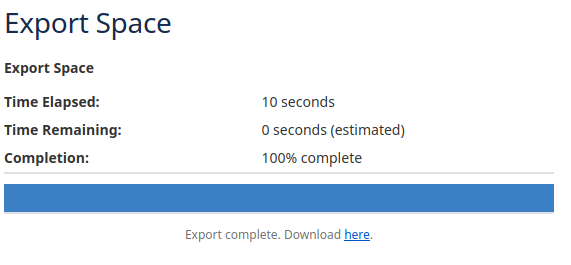 Export Space
Export Space
Time Elapsed: 10 seconds
Time Remaining: 0 seconds (estimated)
Completion: 100% complete
Export complete. Download here.